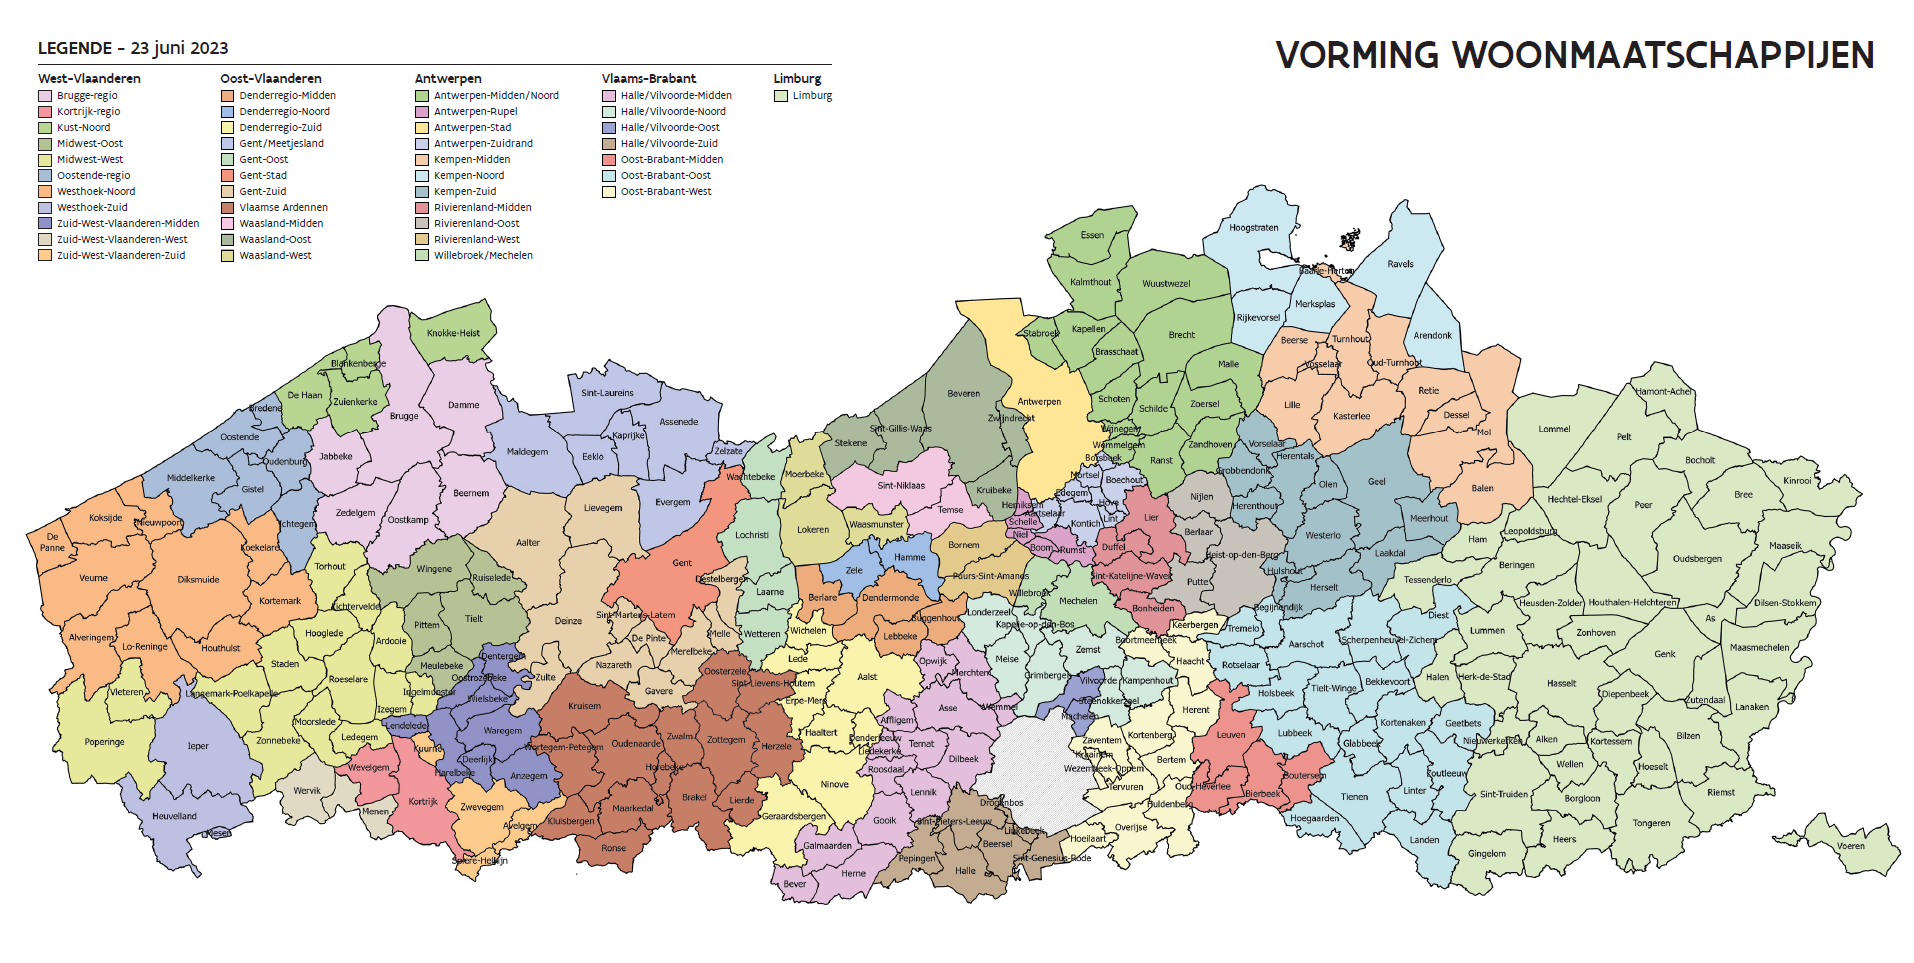 LEGENDE - 23 juni 2023
VORMING WOONMAATSCHAPPIJEN
West-Vlaanderen
Brugge-regio
Kortrijk-regio
Kust-Noord
Midwest-Oost
Midwest-West
Oostende-regio
Westhoek-Noord
Westhoek-Zuid
Zuid-West-Vlaanderen-Midden
Zuid-West-Vlaanderen-West
Zuid-West-Vlaanderen-Zuid
Oost-Vlaanderen
Denderregio-Midden
Denderregio-Noord
Denderregio-Zuid
Gent/Meetjesland
Gent-Oost
Gent-Stad
Gent-Zuid
Vlaamse Ardennen
Waasland-Midden
Waasland-Oost
Waasland-West
Antwerpen
Antwerpen-Midden/Noord
Antwerpen-Rupel
Antwerpen-Stad
Antwerpen-Zuidrand
Kempen-Midden
Kempen-Noord
Kempen-Zuid
Rivierenland-Midden
Rivierenland-Oost
Rivierenland-West
Willebroek/Mechelen
Vlaams-Brabant
Halle/Vilvoorde-Midden
Halle/Vilvoorde-Noord
Halle/Vilvoorde-Oost
Halle/Vilvoorde-Zuid
Oost-Brabant-Midden
Oost-Brabant-Oost
Oost-Brabant-West
Limburg
Limburg
Knokke-Heist
Blankenberge
De Haan
Zuienkerke
Brugge
Damme
Bredene
Oostende
Oudenburg
Jabbeke
Middelkerke
Gistel
Zedelgem
Oostkamp
Beernem
Ichtegem
Koksijde
Nieuwpoort
De
Panne
Koekelare
Veurne
Diksmuide
Torhout
Wingene
Ruiselede
Kortemark
Lichtervelde
Pittem
Tielt
Alveringem
Lo-Reninge
Houthulst
Hooglede
Ardooie
Staden
Meulebeke
Dentergem
Oostrozebeke
Vleteren
Langemark-Poelkapelle
Roeselare
Ingelmunster
Wielsbeke
Izegem
Poperinge
Ieper
Zonnebeke
Moorslede
Ledegem
Lendelede
Waregem
Kuurne
Deerlijk
Harelbeke
Anzegem
Wevelgem
Wervik
Menen
Kortrijk
Zwevegem
Avelgem
Spiere-Helkijn
Heuvelland
Mesen
Sint-Laureins
Assenede
Kaprijke
Maldegem
Eeklo
Zelzate
Evergem
Wachtebeke
Moerbeke
Lievegem
Aalter
Lochristi
Lokeren
Gent
Destelbergen
Laarne
Sint-Martens-Latem
Deinze
De Pinte
Melle
Merelbeke
Wetteren
Nazareth
Zulte
Gavere
Oosterzele
Sint-Lievens-Houtem
Kruisem
Wortegem-Petegem
Oudenaarde
Zwalm
Zottegem
Herzele
Horebeke
Brakel
Lierde
Maarkedal
Kluisbergen
Ronse
Geraardsbergen
Stekene
Sint-Gillis-Waas
Beveren
Zwijndrecht
Sint-Niklaas
Kruibeke
Temse
Waasmunster
Hamme
Zele
Berlare
Dendermonde
Buggenhout
Lebbeke
Wichelen
Lede
Aalst
Erpe-Mere
Haaltert
Denderleeuw
Ninove
Essen
Kalmthout
Wuustwezel
Stabroek
Kapellen
Brasschaat
Brecht
Malle
Antwerpen
Schoten
Schilde
Zoersel
Wijnegem
Wommelgem
Zandhoven
Borsbeek
Ranst
Mortsel
Boechout
Edegem
Hove
Hemiksem
Aartselaar
Kontich
Lint
Schelle
Niel
Boom
Rumst
Hoogstraten
Baarle-Hertog
Ravels
Merksplas
Rijkevorsel
Arendonk
Beerse
Turnhout
Vosselaar
Oud-Turnhout
Lille
Kasterlee
Retie
Dessel
Mol
Balen
Vorselaar
Herentals
Grobbendonk
Olen
Geel
Nijlen
Herenthout
Meerhout
Westerlo
Laakdal
Hulshout
Herselt
Lier
Berlaar
Heist-op-den-Berg
Duffel
Sint-Katelijne-Waver
Putte
Bonheiden
Bornem
Puurs-Sint-Amands
Willebroek
Mechelen
Londerzeel
Kapelle-op-den-Bos
Zemst
Meise
Grimbergen
Opwijk
Merchtem
Vilvoorde
Kampenhout
Steenokkerzeel
Machelen
Boortmeerbeek
Keerbergen
Haacht
Asse
Wemmel
Affligem
Ternat
Liedekerke
Roosdaal
Dilbeek
Lennik
Gooik
Galmaarden
Herne
Bever
Drogenbos
Sint-Pieters-Leeuw
Linkebeek
Beersel
Sint-Genesius-Rode
Pepingen
Halle
Herent
Kortenberg
Zaventem
Kraainem
Wezembeek-Oppem
Bertem
Tervuren
Huldenberg
Overijse
Hoeilaart
Leuven
Oud-Heverlee
Bierbeek
Boutersem
Begijnendijk
Tremelo
Aarschot
Scherpenheuvel-Zichem
Diest
Rotselaar
Holsbeek
Tielt-Winge
Bekkevoort
Lubbeek
Kortenaken
Geetbets
Glabbeek
Zoutleeuw
Linter
Tienen
Hoegaarden
Landen
Hamont-Achel
Lommel
Pelt
Bocholt
Kinrooi
Bree
Hechtel-Eksel
Peer
Leopoldsburg
Ham
Oudsbergen
Maaseik
Beringen
Tessenderlo
Heusden-Zolder
Houthalen-Helchteren
Dilsen-Stokkem
As
Lummen
Zonhoven
Genk
Maasmechelen
Halen
Herk-de-Stad
Hasselt
Diepenbeek
Zutendaal
Lanaken
Nieuwerkerken
Alken
Kortessem
Bilzen
Wellen
Hoeselt
Sint-Truiden
Borgloon
Riemst
Tongeren
Heers
Gingelom
Voeren